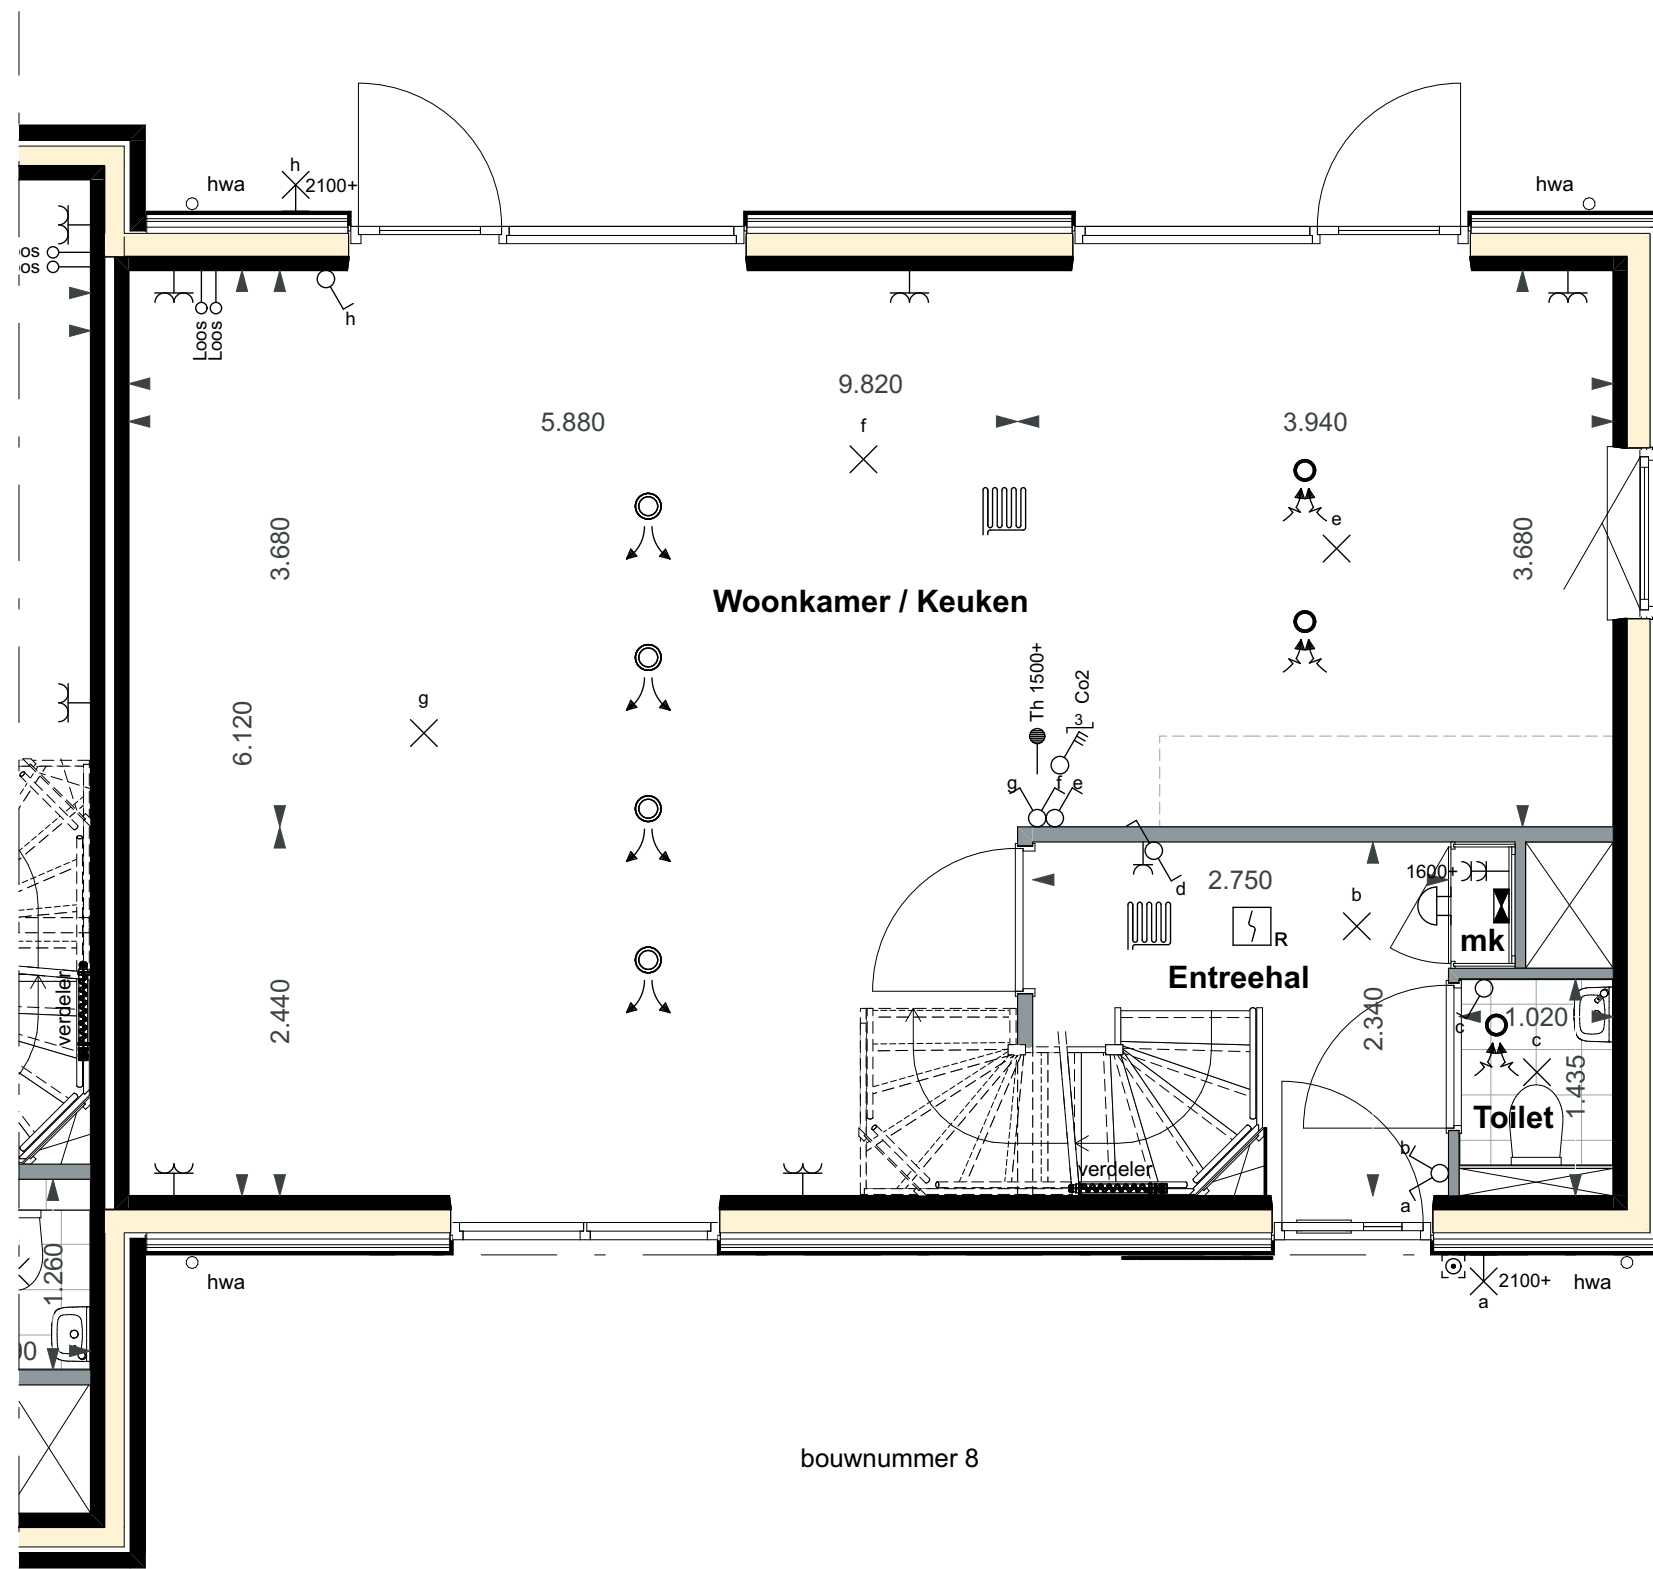 h
hwa
2100+
hwa
os
os
Loos
Loos
h
9.820
5.880
f
3.940
3.680
e
3.680
Woonkamer / Keuken
g
6.120
Th 1500+
Co2
3
g
f
e
d
2.750
1600+
b
R
mk
Entreehal
verdeler
2.440
2.340
c
1.020
c
1.435
Toilet
b
verdeler
a
1.260
hwa
2100+
hwa
a
bouwnummer 8